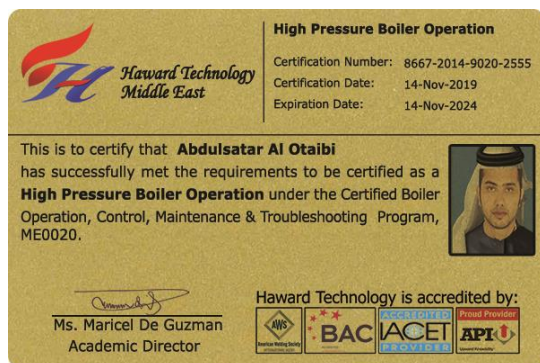 Haward Technology
Middle East
High Pressure Boiler Operation
Certification Number: 8667-2014-9020-2555
Certification Date: 14-Nov-2019
Expiration Date: 14-Nov-2024
This is to certify that Abdulsatar Al Otaibi
has successfully met the requirements to be certified as a
High Pressure Boiler Operation under the Certified Boiler
Operation, Control, Maintenance & Troubleshooting Program,
ME0020.
Ms. Maricel De Guzman
Academic Director
Haward Technology is accredited by:
AWS
American Welding Society
BAC
ACCREDITED
IACET
PROVIDER
Proud Provider
API